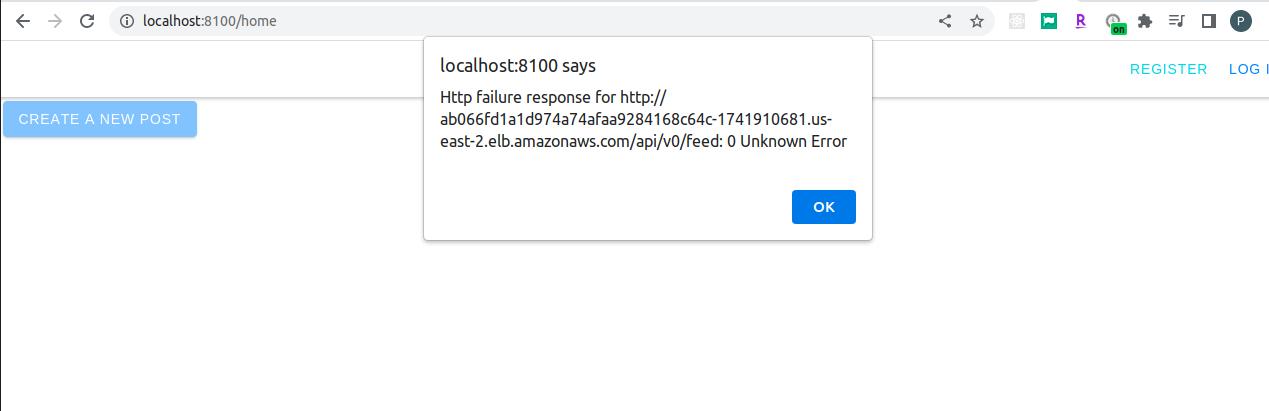 localhost:8100/home
R
on
P
localhost:8100 says
Http failure response for http://
ab066fd1a1d974a74afaa9284168c64c-1741910681.us-
east-2.elb.amazonaws.com/api/v0/feed: 0 Unknown Error
OK
REGISTER LOG I
CREATE A NEW POST